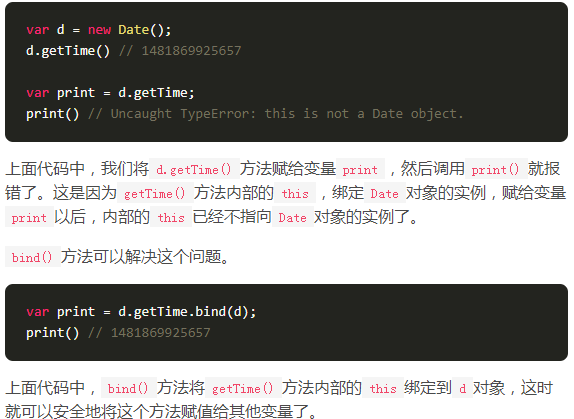 var d = new Date();
d.getTime() // 1481869925657
var print = d.getTime;
print() // Uncaught TypeError: this is not a Date object.
上面代码中，我们将 d.getTime() 方法赋给变量 print ，然后调用 print() 就报
错了。这是因为 getTime() 方法内部的 this ，绑定 Date 对象的实例，赋给变量
print 以后，内部的 this 已经不指向 Date 对象的实例了。
bind() 方法可以解决这个问题。
var print = d.getTime.bind(d);
print() // 1481869925657
上面代码中， bind() 方法将 getTime() 方法内部的 this 绑定到 d 对象，这时
就可以安全地将这个方法赋值给其他变量了。